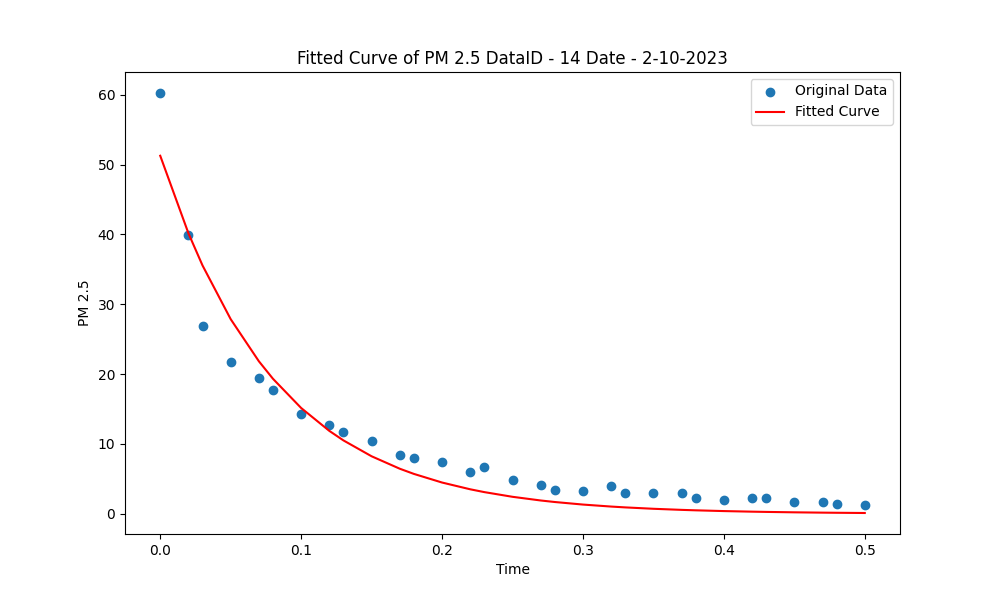 Fitted Curve of PM 2.5 DataID - 14 Date - 2-10-2023
Original Data
Fitted Curve
60
50
40
30
20
10
0
PM 2.5
0.0 0.1 0.2 0.3 0.4 0.5
Time